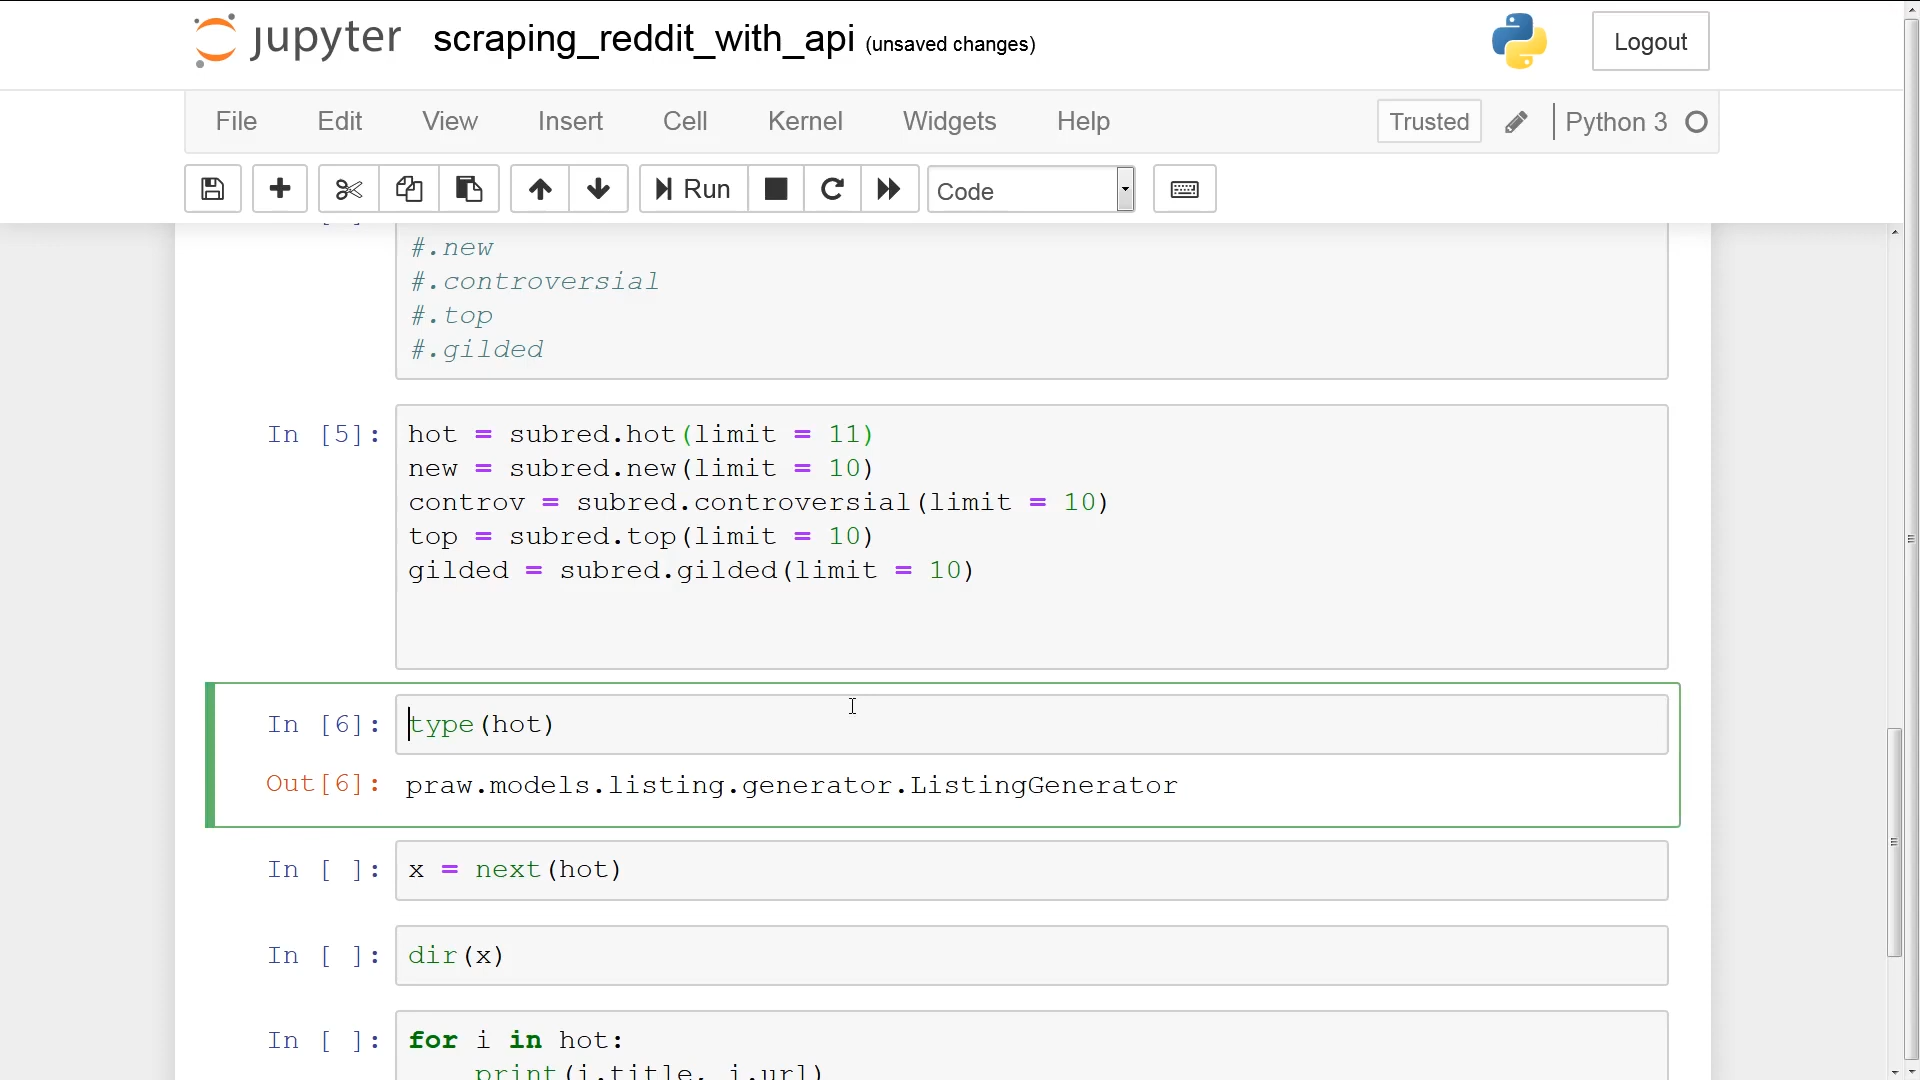 jupyter scraping_reddit_with_api (unsaved changes) Logout
File Edit View Insert Cell Kernel Widgets Help Trusted Python 3
Run Code
#.new
#.controversial
#.top
#.gilded
In [5]: hot = subred.hot(limit = 11)
new = subred.new(limit = 10)
controv = subred.controversial(limit = 10)
top = subred.top(limit = 10)
gilded = subred.gilded(limit = 10)
In [6]: type(hot)
Out[6]: praw.models.listing.generator.ListingGenerator
In [ ]: x = next(hot)
In [ ]: dir(x)
In [ ]: for i in hot:
print(i.title, i.url)